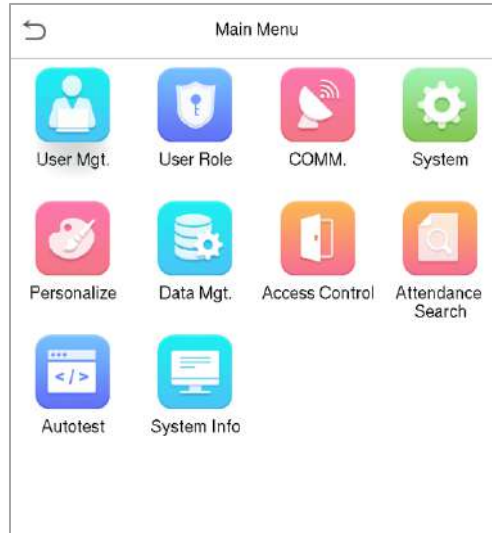 Main Menu
User Mgt.
User Role
COMM.
System
Personalize
Data Mgt.
Access Control
Attendance
Search
</>
Autotest
System Info